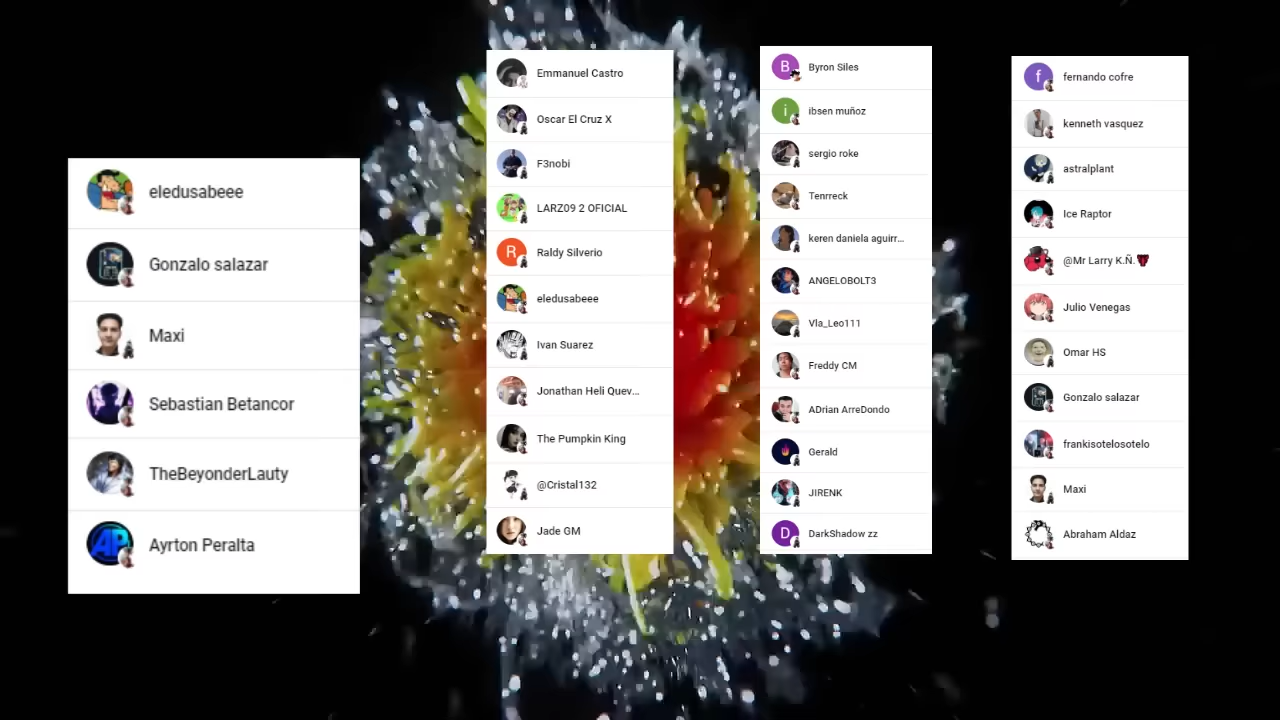 eledusabeee
Gonzalo salazar
Maxi
Sebastian Betancor
TheBeyonderLauty
Ayrton Peralta
Emmanuel Castro
Oscar El Cruz X
F3nobi
LARZ09 2 OFICIAL
R Raldy Silverio
eledusabeee
Ivan Suarez
Jonathan Heli Quev...
The Pumpkin King
@Cristal132
Jade GM
B Byron Siles
i ibsen muñoz
sergio roke
Tenrreck
keren daniela aguirr...
ANGELOBOLT3
Vla_Leo111
Freddy CM
ADrian ArreDondo
Gerald
JIRENK
D DarkShadow zz
f fernando cofre
kenneth vasquez
astralplant
Ice Raptor
@Mr Larry K.Ñ.
Julio Venegas
Omar HS
Gonzalo salazar
frankisotelosotelo
Maxi
Abraham Aldaz